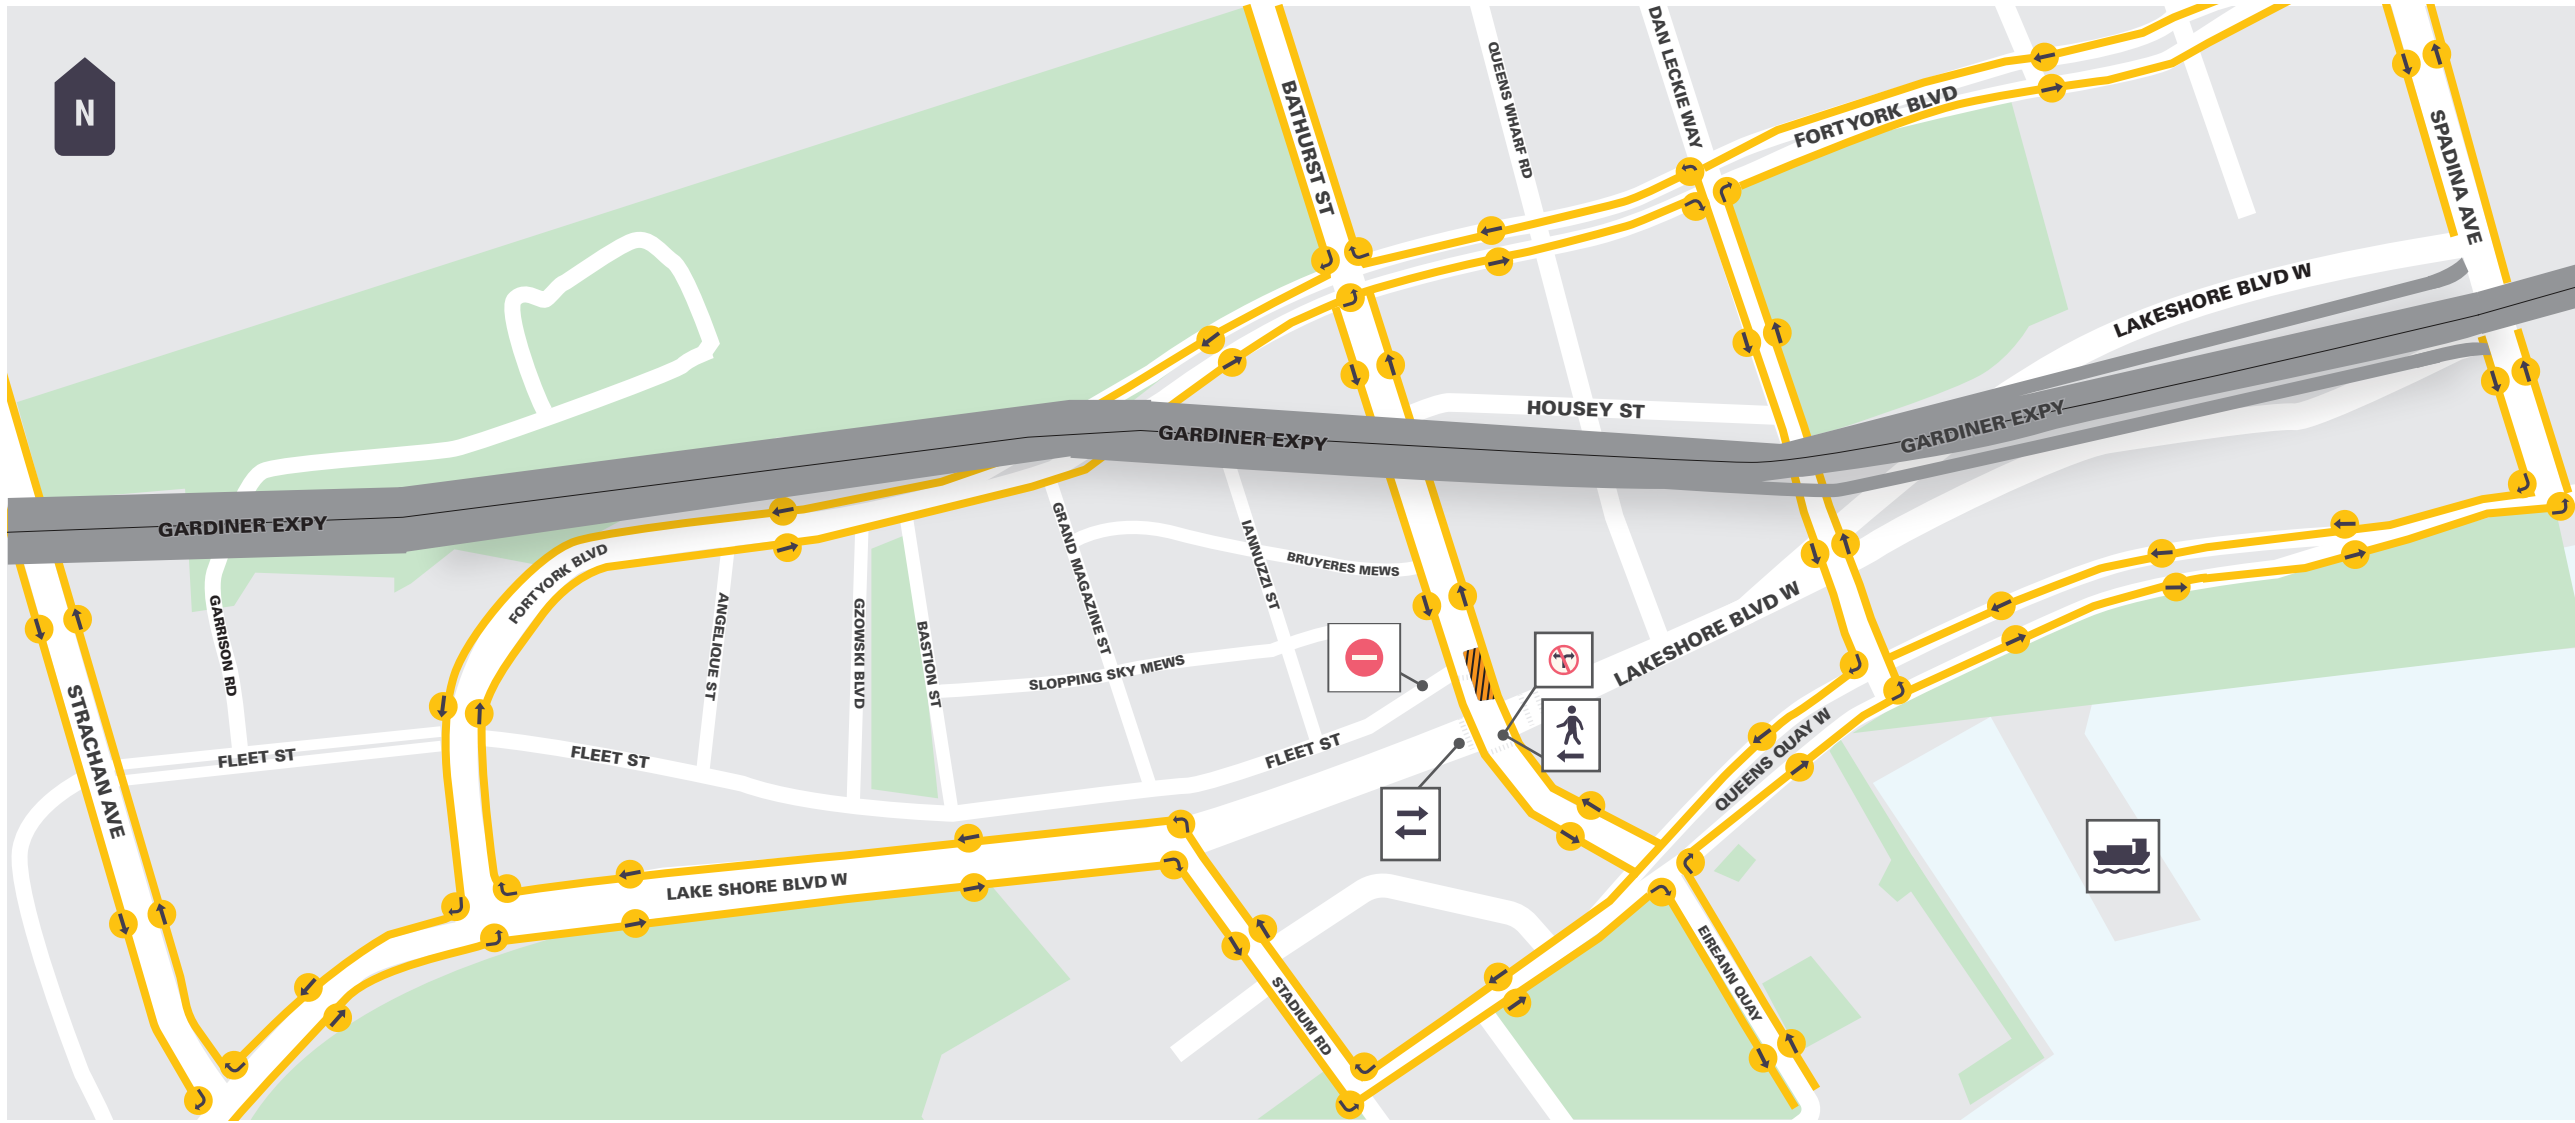 N
BATHURST ST
QUEENS WHARF RD
DAN LECKIE WAY
FORT YORK BLVD
SPADINA AVE
LAKESHORE BLVD W
HOUSEY ST
GARDINER EXPY
GARDINER EXPY
GARDINER EXPY
FORT YORK BLVD
GRAND MAGAZINE ST
IANNUZZI ST
BRUYERES MEWS
GARRISON RD
ANGELIQUE ST
GZOWSKI BLVD
BASTION ST
SLOPPING SKY MEWS
LAKESHORE BLVD W
STRACHAN AVE
FLEET ST
FLEET ST
FLEET ST
QUEENS QUAY W
LAKE SHORE BLVD W
STADIUM RD
EIREANN QUAY